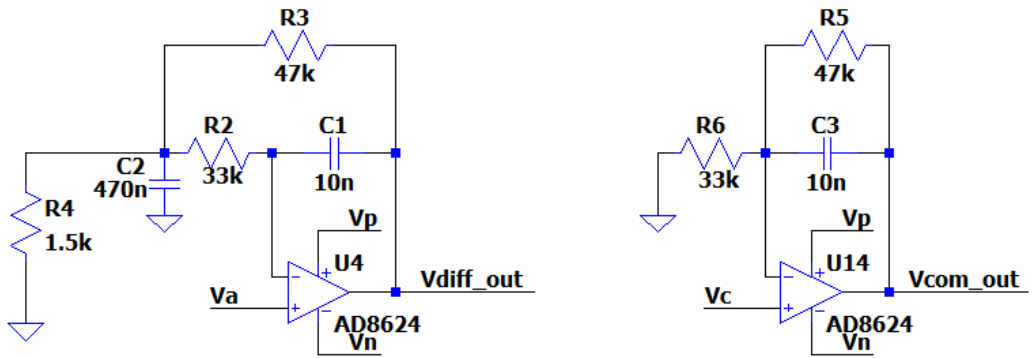 R3
47k
R2
33k
C1
10n
C2
470n
R4
1.5k
Vp
U4
Va
Vdiff_out
AD8624
Vn
R5
47k
R6
33k
C3
10n
Vp
U14
Vc
Vcom_out
AD8624
Vn